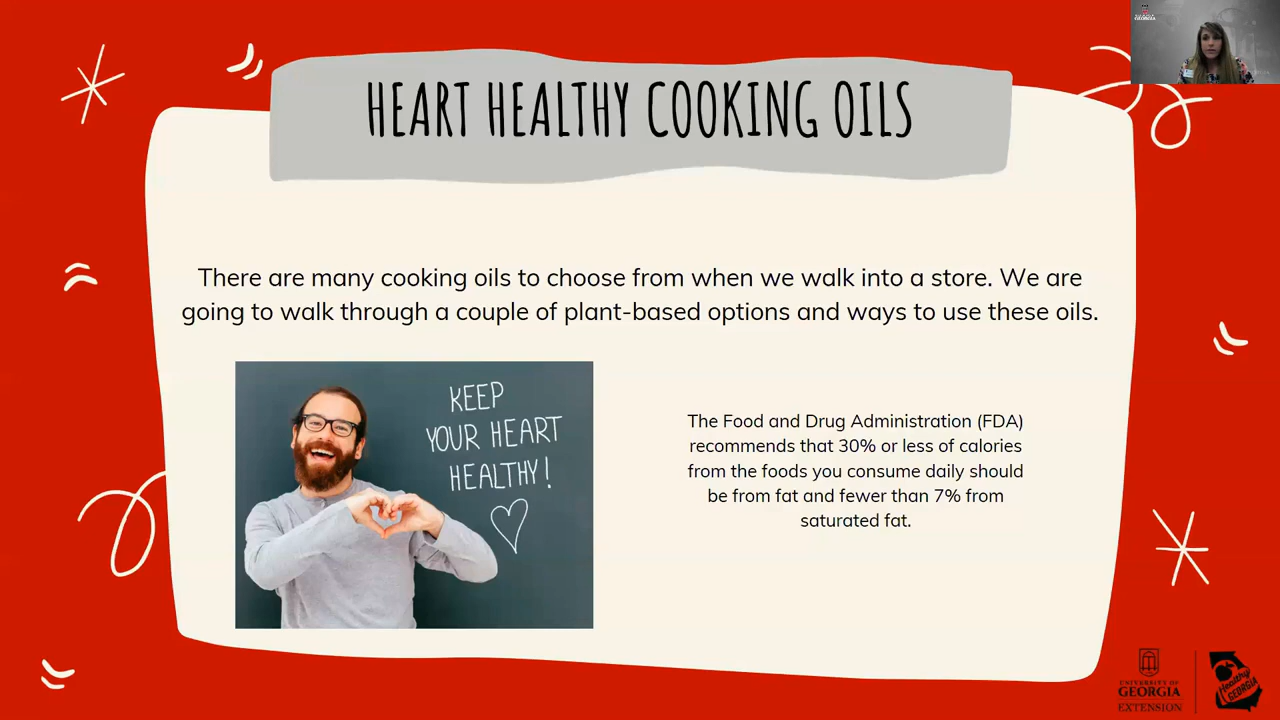 HEART HEALTHY COOKING OILS
There are many cooking oils to choose from when we walk into a store. We are
going to walk through a couple of plant-based options and ways to use these oils.
KEEP
YOUR HEART
HEALTHY!
The Food and Drug Administration (FDA)
recommends that 30% or less of calories
from the foods you consume daily should
be from fat and fewer than 7% from
saturated fat.
UNIVERSITY OF
GEORGIA
EXTENSION
Healthy
GEORGIA